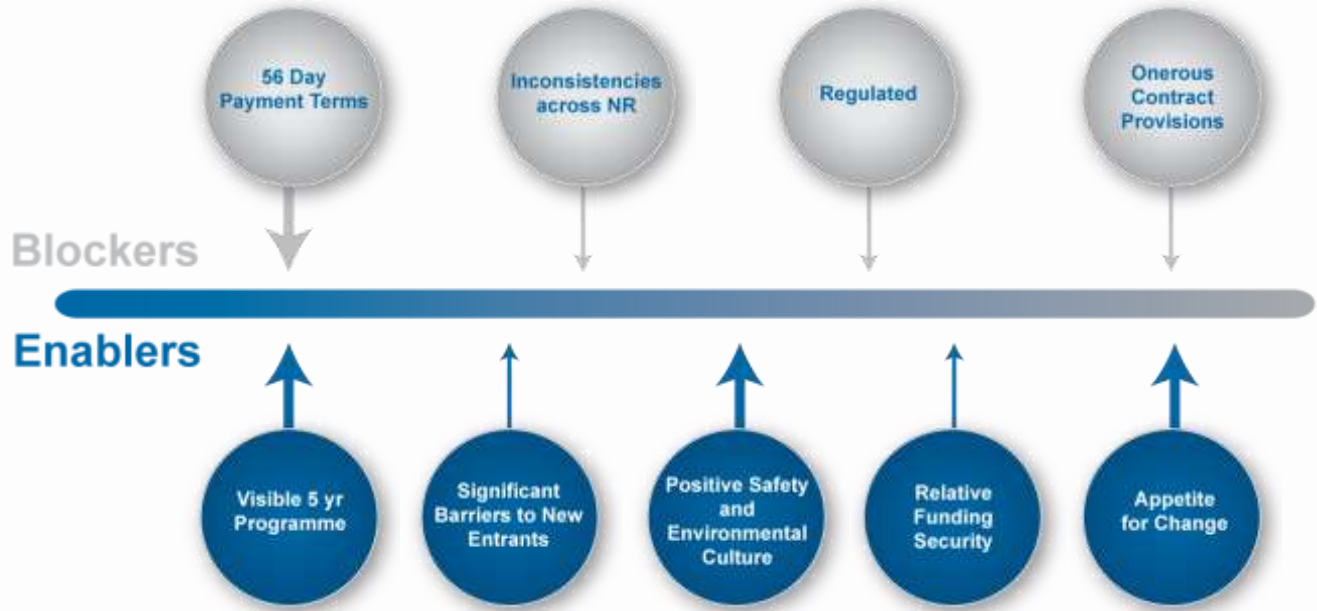 56 Day
Payment Terms
Inconsistencies
across NR
Regulated
Onerous
Contract
Provisions
Blockers
Enablers
Visible 5 yr
Programme
Significant
Barriers to New
Entrants
Positive Safety
and
Environmental
Culture
Relative
Funding
Security
Appetite
for Change